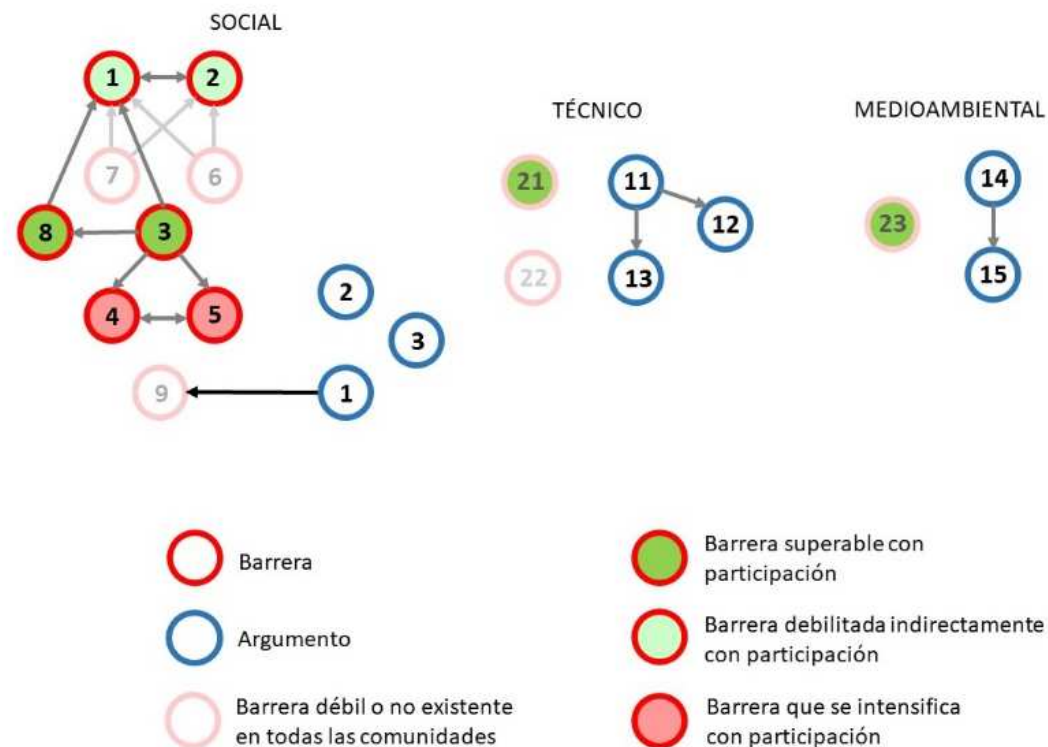 SOCIAL
1
2
TÉCNICO
MEDIOAMBIENTAL
7
6
21
11
14
8
3
12
23
22
13
15
4
5
2
3
9
1
Barrera
Argumento
Barrera débil o no existente
en todas las comunidades
Barrera superable con
participación
Barrera debilitada indirectamente
con participación
Barrera que se intensifica
con participación